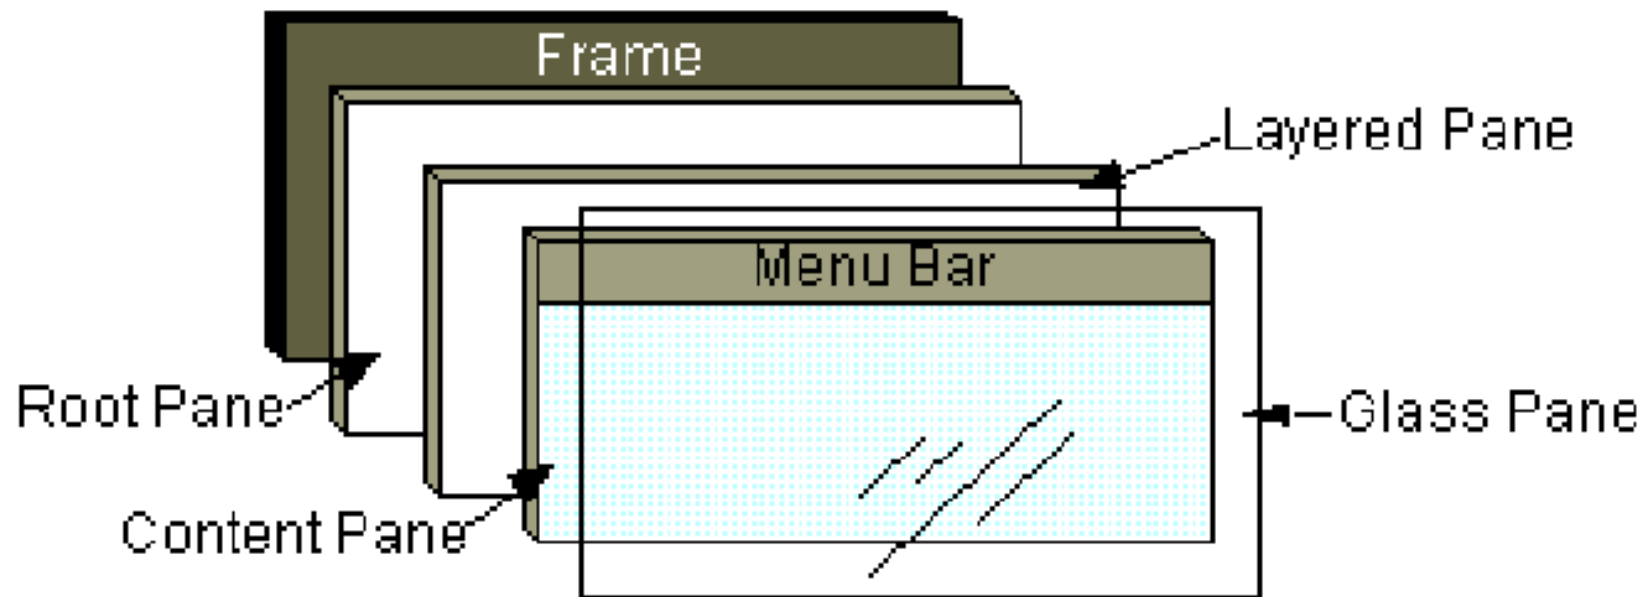 Frame
Layered Pane
Menu Bar
Root Pane
Glass Pane
Content Pane